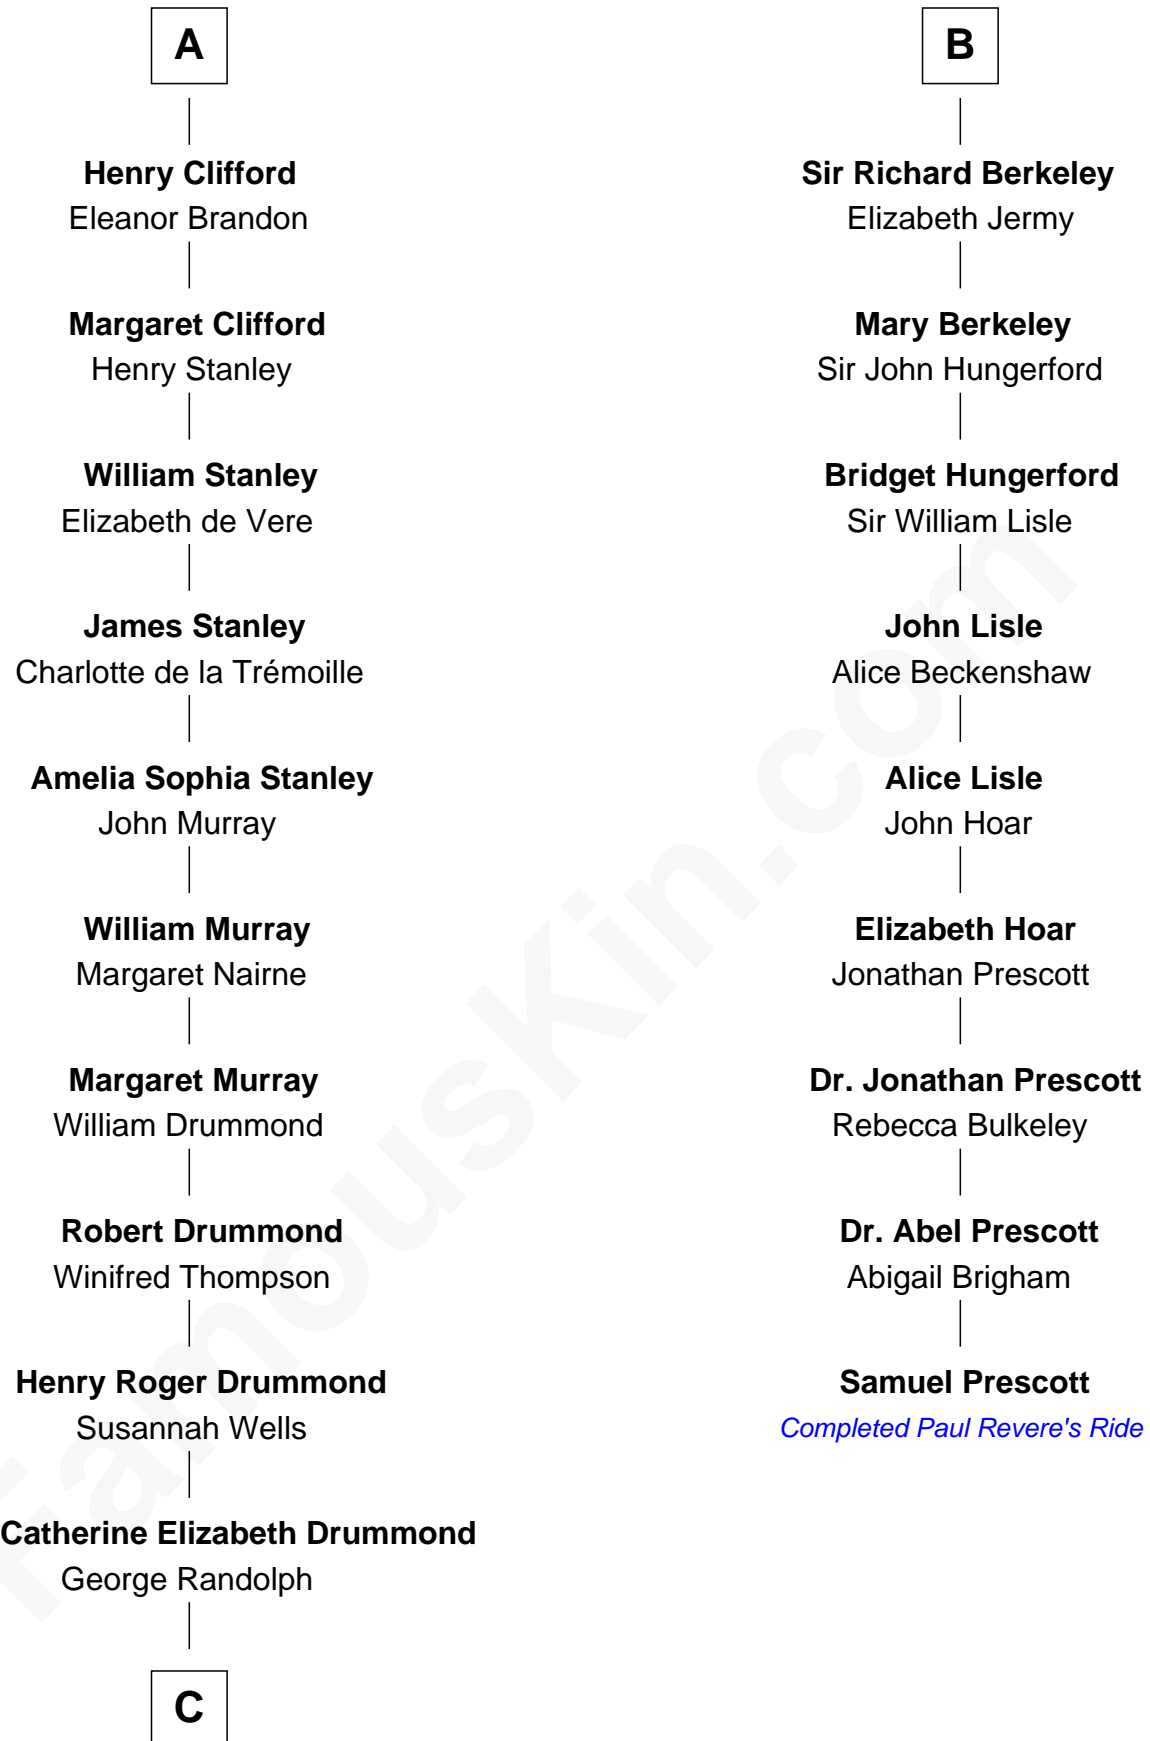 A
Henry Clifford
Eleanor Brandon
Margaret Clifford
Henry Stanley
William Stanley
Elizabeth de Vere
James Stanley
Charlotte de la Trémoille
Amelia Sophia Stanley
John Murray
William Murray
Margaret Nairne
Margaret Murray
William Drummond
Robert Drummond
Winifred Thompson
Henry Roger Drummond
Susannah Wells
Catherine Elizabeth Drummond
George Randolph
C
B
Sir Richard Berkeley
Elizabeth Jermy
Mary Berkeley
Sir John Hungerford
Bridget Hungerford
Sir William Lisle
John Lisle
Alice Beckenshaw
Alice Lisle
John Hoar
Elizabeth Hoar
Jonathan Prescott
Dr. Jonathan Prescott
Rebecca Bulkeley
Dr. Abel Prescott
Abigail Brigham
Samuel Prescott
Completed Paul Revere's Ride
FamousKin.com